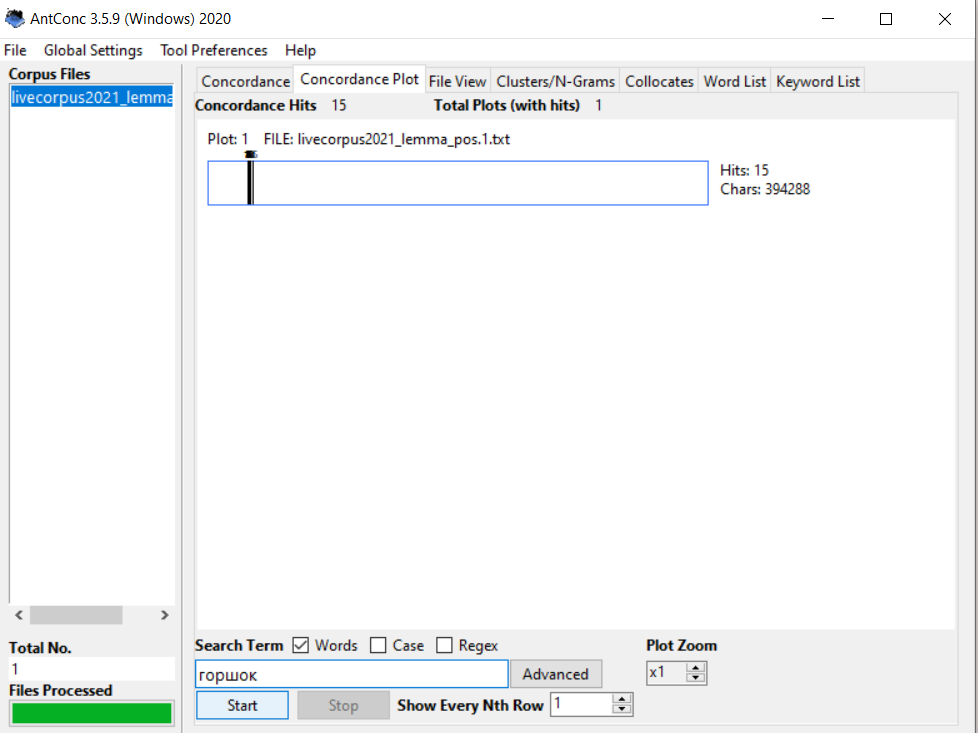 AntConc 3.5.9 (Windows) 2020
File Global Settings Tool Preferences Help
Corpus Files
livecorpus2021_lemma
Concordance Concordance Plot File View Clusters/N-Grams Collocates Word List Keyword List
Concordance Hits 15 Total Plots (with hits) 1
Plot: 1 FILE: livecorpus2021_lemma_pos.1.txt
Hits: 15
Chars: 394288
Total No.
1
Files Processed
Search Term Words Case Regex Plot Zoom
горшок Advanced x1
Start Stop Show Every Nth Row 1